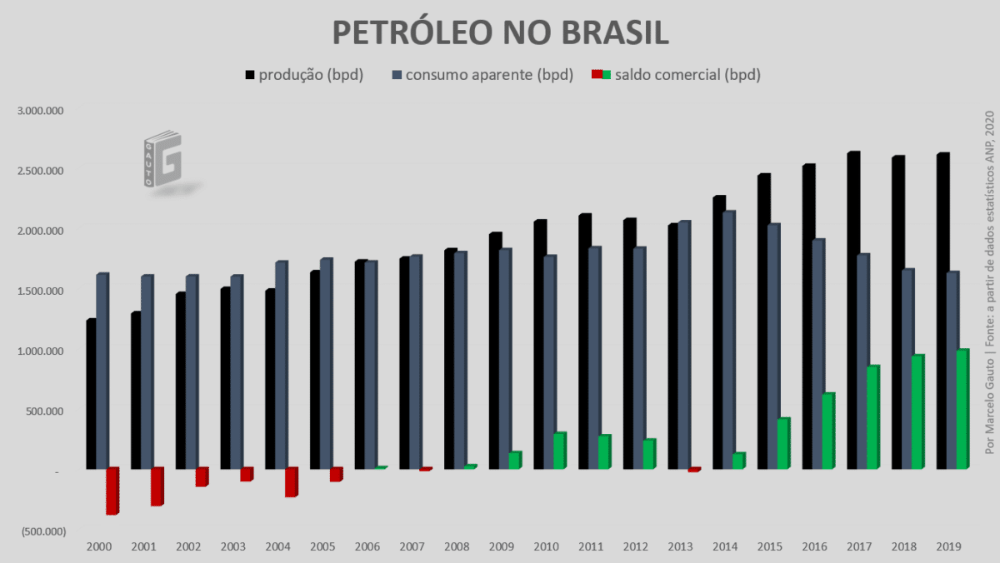 PETRÓLEO NO BRASIL
produção (bpd) consumo aparente (bpd) saldo comercial (bpd)
3.000.000
2.500.000
2.000.000
1.500.000
1.000.000
500.000
-
(500.000)
2000 2001 2002 2003 2004 2005 2006 2007 2008 2009 2010 2011 2012 2013 2014 2015 2016 2017 2018 2019
GAUTO
G
Por Marcelo Gauto | Fonte: a partir de dados estatísticos ANP, 2020